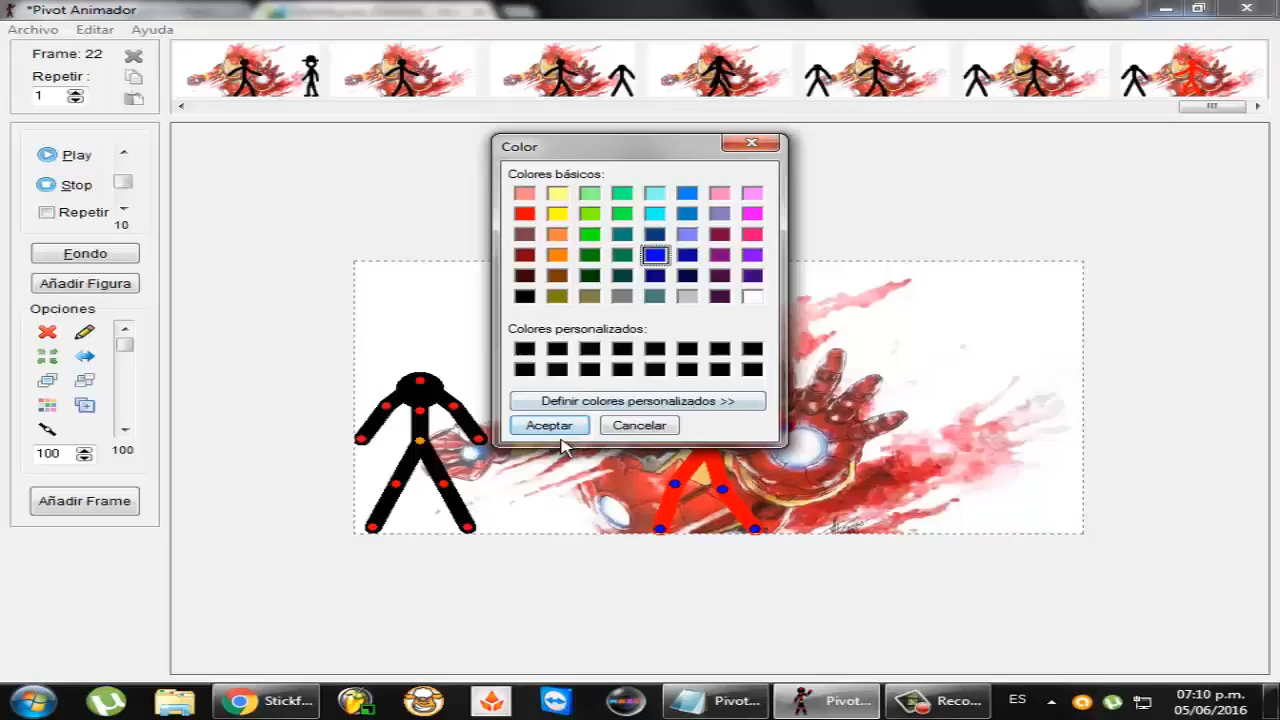 *Pivot Animador
Archivo Editar Ayuda
Frame: 22
Repetir :
1
Play
Stop
Repetir
10
Fondo
Añadir Figura
Opciones
100
100
Añadir Frame
Color
Colores básicos:
Colores personalizados:
Definir colores personalizados >>
Aceptar Cancelar
Stickf...
Pivot...
Pivot...
Reco...
ES
07:10 p.m.
05/06/2016